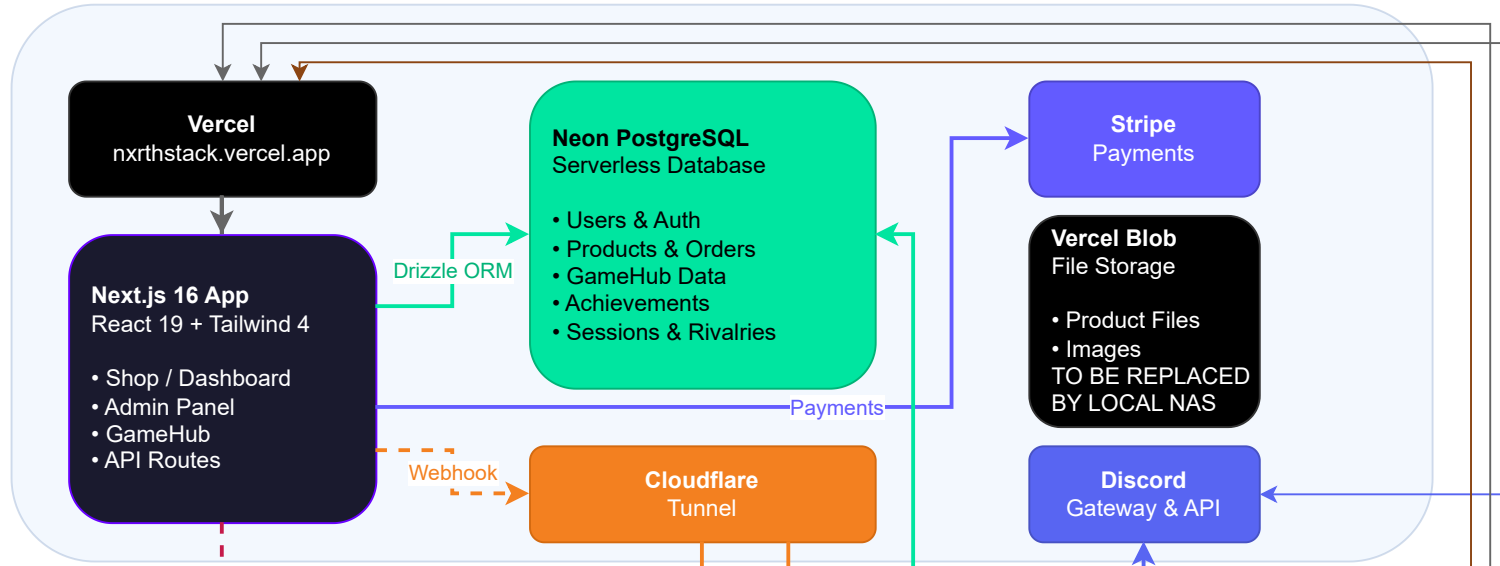 Vercel
nxrthstack.vercel.app
Next.js 16 App
React 19 + Tailwind 4
• Shop / Dashboard
• Admin Panel
• GameHub
• API Routes
Drizzle ORM
Payments
Webhook
Neon PostgreSQL
Serverless Database
• Users & Auth
• Products & Orders
• GameHub Data
• Achievements
• Sessions & Rivalries
Cloudflare
Tunnel
Stripe
Payments
Vercel Blob
File Storage
• Product Files
• Images
TO BE REPLACED
BY LOCAL NAS
Discord
Gateway & API